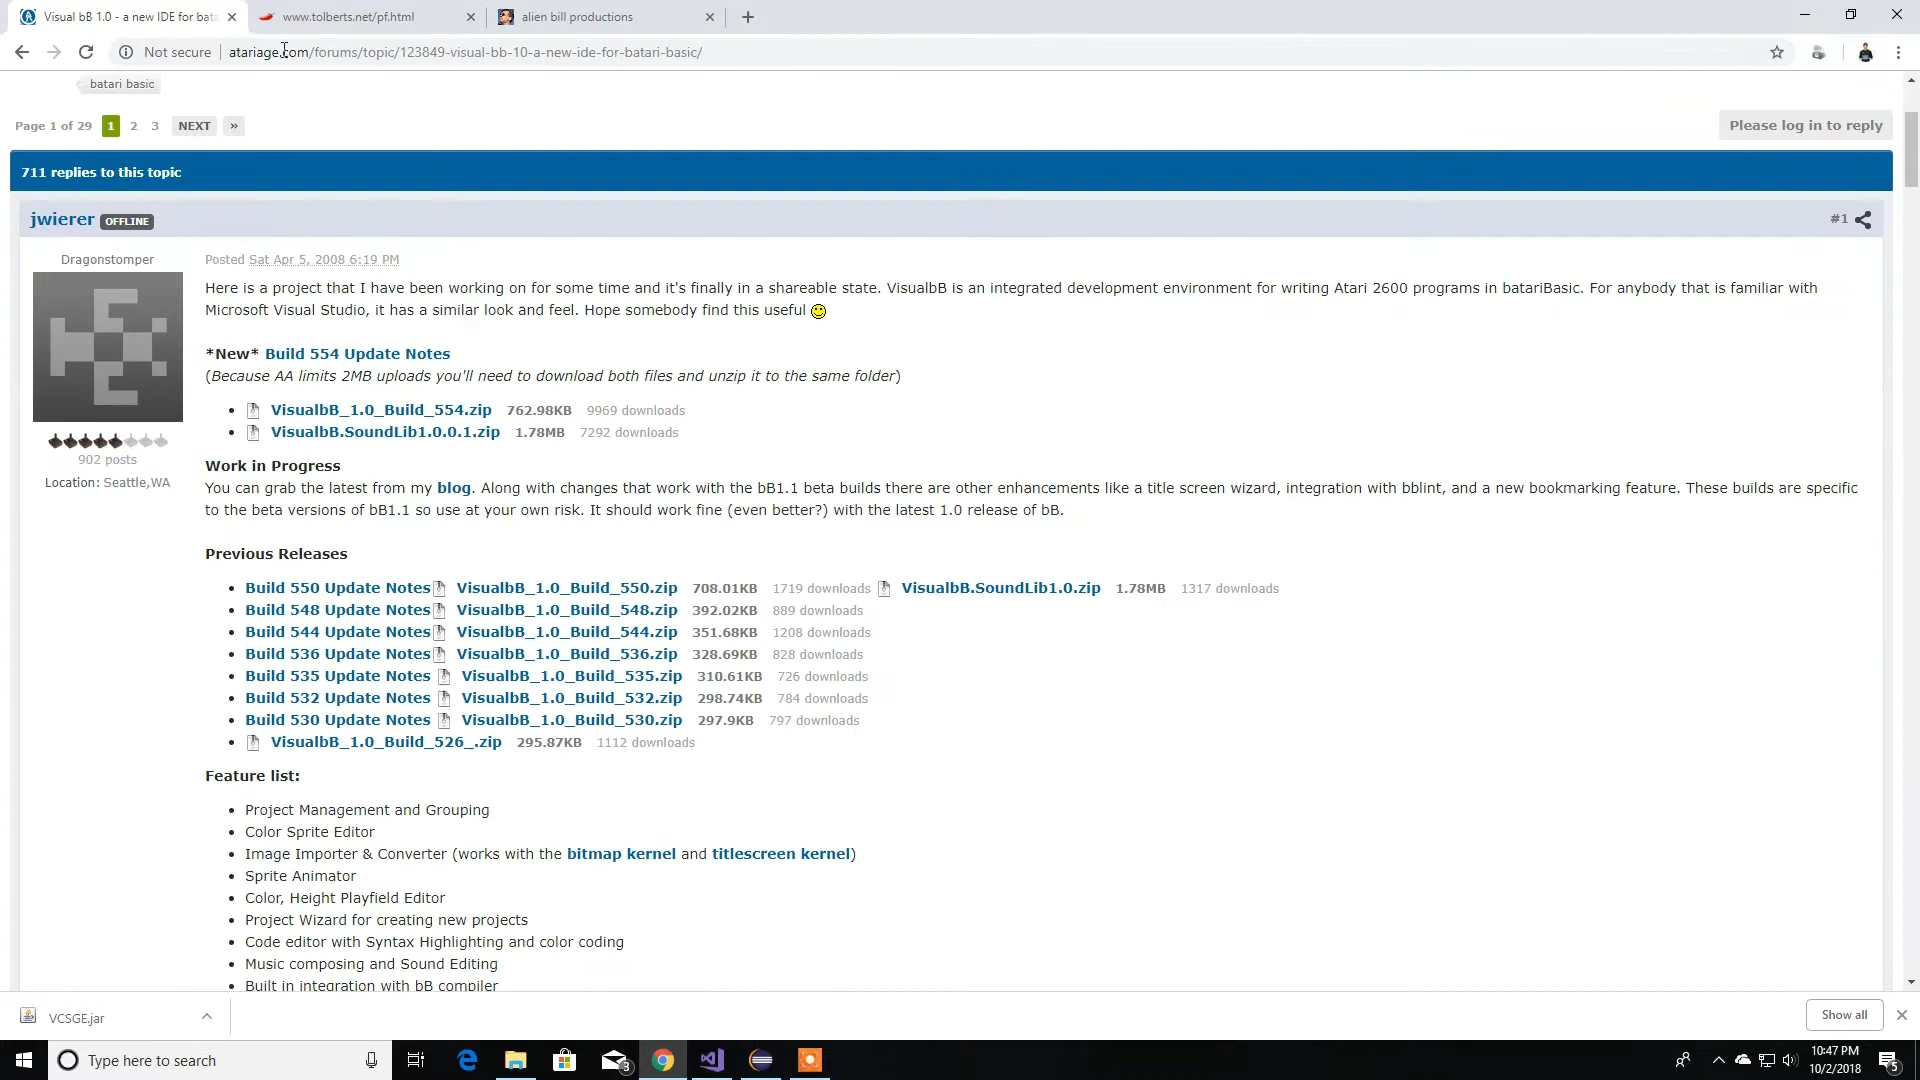 Visual bB 1.0 - a new IDE for bata
www.tolberts.net/pf.html
alien bill productions
Not secure
atariage.com/forums/topic/123849-visual-bb-10-a-new-ide-for-batari-basic/
batari basic
Page 1 of 29 1 2 3 NEXT »
Please log in to reply
711 replies to this topic
jwierer OFFLINE
#1
Dragonstomper
902 posts
Location: Seattle,WA
Posted Sat Apr 5, 2008 6:19 PM
Here is a project that I have been working on for some time and it's finally in a shareable state. VisualbB is an integrated development environment for writing Atari 2600 programs in batariBasic. For anybody that is familiar with
Microsoft Visual Studio, it has a similar look and feel. Hope somebody find this useful
*New* Build 554 Update Notes
(Because AA limits 2MB uploads you'll need to download both files and unzip it to the same folder)
• VisualbB_1.0_Build_554.zip 762.98KB 9969 downloads
• VisualbB.SoundLib1.0.0.1.zip 1.78MB 7292 downloads
Work in Progress
You can grab the latest from my blog. Along with changes that work with the bB1.1 beta builds there are other enhancements like a title screen wizard, integration with bblint, and a new bookmarking feature. These builds are specific
to the beta versions of bB1.1 so use at your own risk. It should work fine (even better?) with the latest 1.0 release of bB.
Previous Releases
• Build 550 Update Notes VisualbB_1.0_Build_550.zip 708.01KB 1719 downloads VisualbB.SoundLib1.0.zip 1.78MB 1317 downloads
• Build 548 Update Notes VisualbB_1.0_Build_548.zip 392.02KB 889 downloads
• Build 544 Update Notes VisualbB_1.0_Build_544.zip 351.68KB 1208 downloads
• Build 536 Update Notes VisualbB_1.0_Build_536.zip 328.69KB 828 downloads
• Build 535 Update Notes VisualbB_1.0_Build_535.zip 310.61KB 726 downloads
• Build 532 Update Notes VisualbB_1.0_Build_532.zip 298.74KB 784 downloads
• Build 530 Update Notes VisualbB_1.0_Build_530.zip 297.9KB 797 downloads
• VisualbB_1.0_Build_526_.zip 295.87KB 1112 downloads
Feature list:
• Project Management and Grouping
• Color Sprite Editor
• Image Importer & Converter (works with the bitmap kernel and titlescreen kernel)
• Sprite Animator
• Color, Height Playfield Editor
• Project Wizard for creating new projects
• Code editor with Syntax Highlighting and color coding
• Music composing and Sound Editing
• Built in integration with bB compiler
VCSGE.jar
Show all
Type here to search
3
10:47 PM
10/2/2018
5